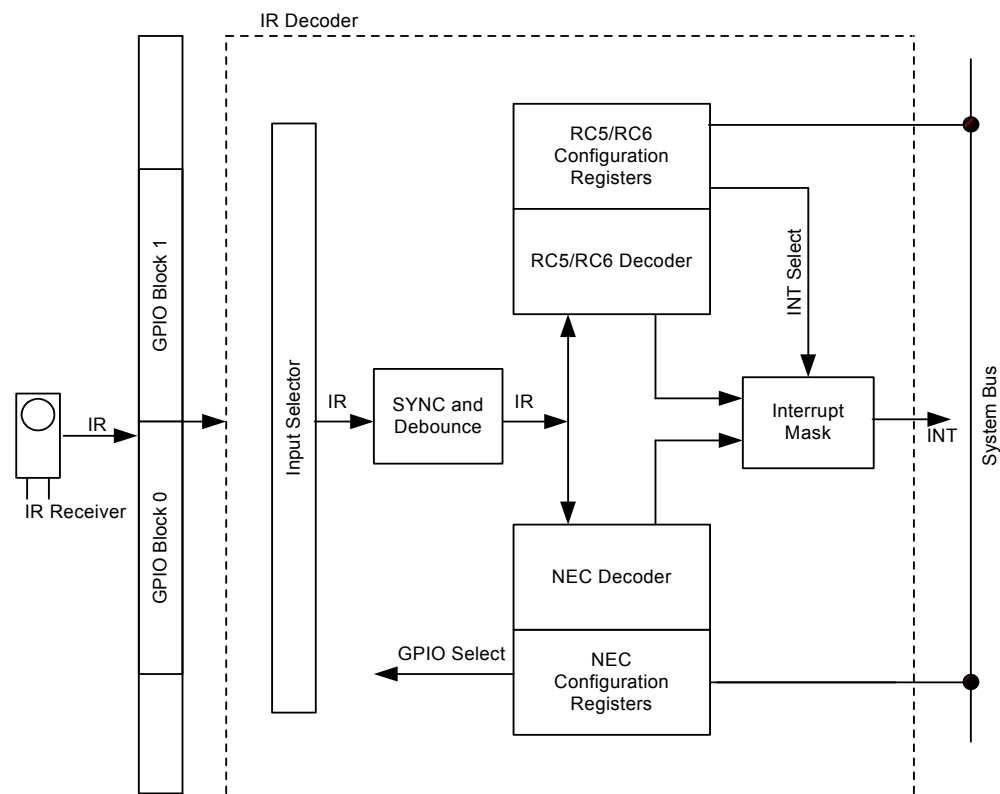 IR Decoder
GPIO Block 1
GPIO Block 0
IR
IR Receiver
Input Selector
IR
SYNC and
Debounce
IR
RC5/RC6
Configuration
Registers
RC5/RC6 Decoder
INT Select
Interrupt
Mask
INT
System Bus
NEC Decoder
NEC
Configuration
Registers
GPIO Select